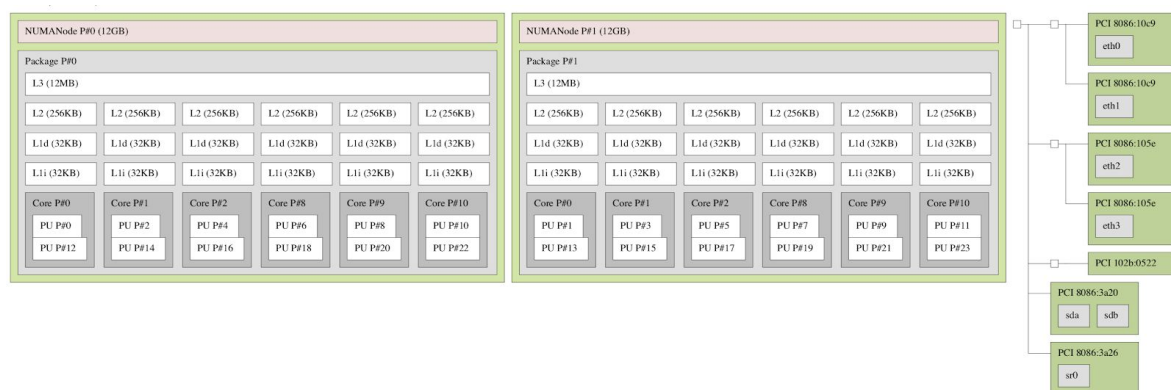 NUMANode P#0 (12GB)
Package P#0
L3 (12MB)
L2 (256KB) L2 (256KB) L2 (256KB) L2 (256KB) L2 (256KB) L2 (256KB)
L1d (32KB) L1d (32KB) L1d (32KB) L1d (32KB) L1d (32KB) L1d (32KB)
L1i (32KB) L1i (32KB) L1i (32KB) L1i (32KB) L1i (32KB) L1i (32KB)
Core P#0 Core P#1 Core P#2 Core P#8 Core P#9 Core P#10
PU P#0 PU P#2 PU P#4 PU P#6 PU P#8 PU P#10
PU P#12 PU P#14 PU P#16 PU P#18 PU P#20 PU P#22
NUMANode P#1 (12GB)
Package P#1
L3 (12MB)
L2 (256KB) L2 (256KB) L2 (256KB) L2 (256KB) L2 (256KB) L2 (256KB)
L1d (32KB) L1d (32KB) L1d (32KB) L1d (32KB) L1d (32KB) L1d (32KB)
L1i (32KB) L1i (32KB) L1i (32KB) L1i (32KB) L1i (32KB) L1i (32KB)
Core P#0 Core P#1 Core P#2 Core P#8 Core P#9 Core P#10
PU P#1 PU P#3 PU P#5 PU P#7 PU P#9 PU P#11
PU P#13 PU P#15 PU P#17 PU P#19 PU P#21 PU P#23
PCI 8086:10c9
eth0
PCI 8086:10c9
eth1
PCI 8086:105e
eth2
PCI 8086:105e
eth3
PCI 102b:0522
PCI 8086:3a20
sda sdb
PCI 8086:3a26
sr0